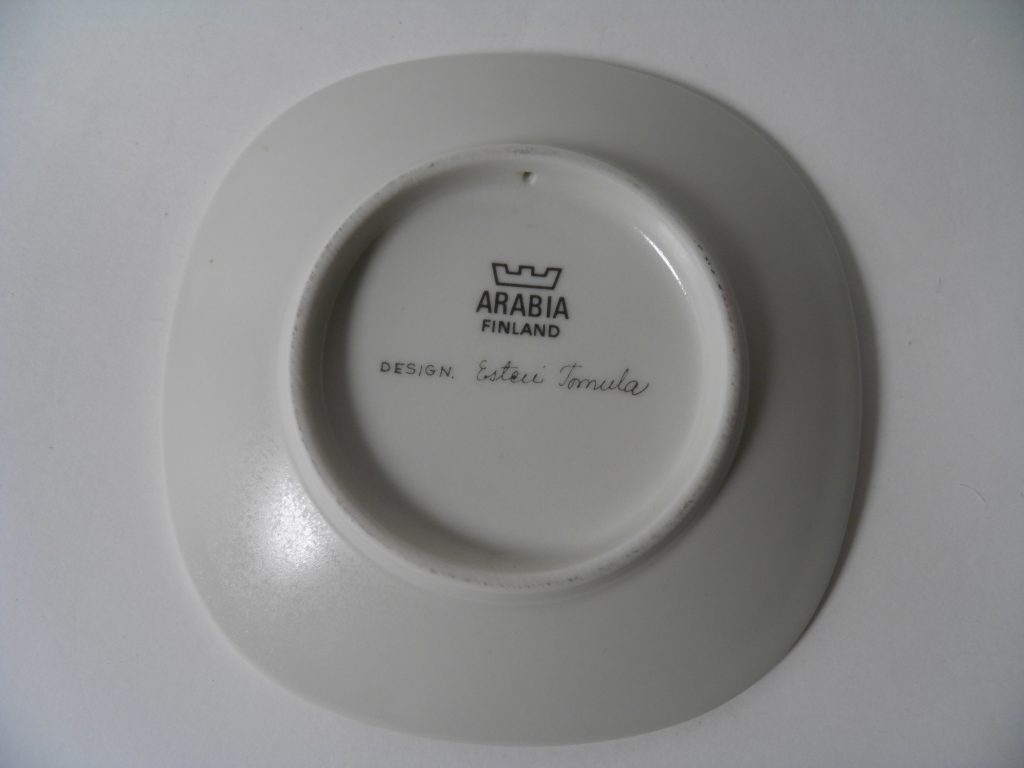 ARABIA
FINLAND
DESIGN. Esteri Tomula